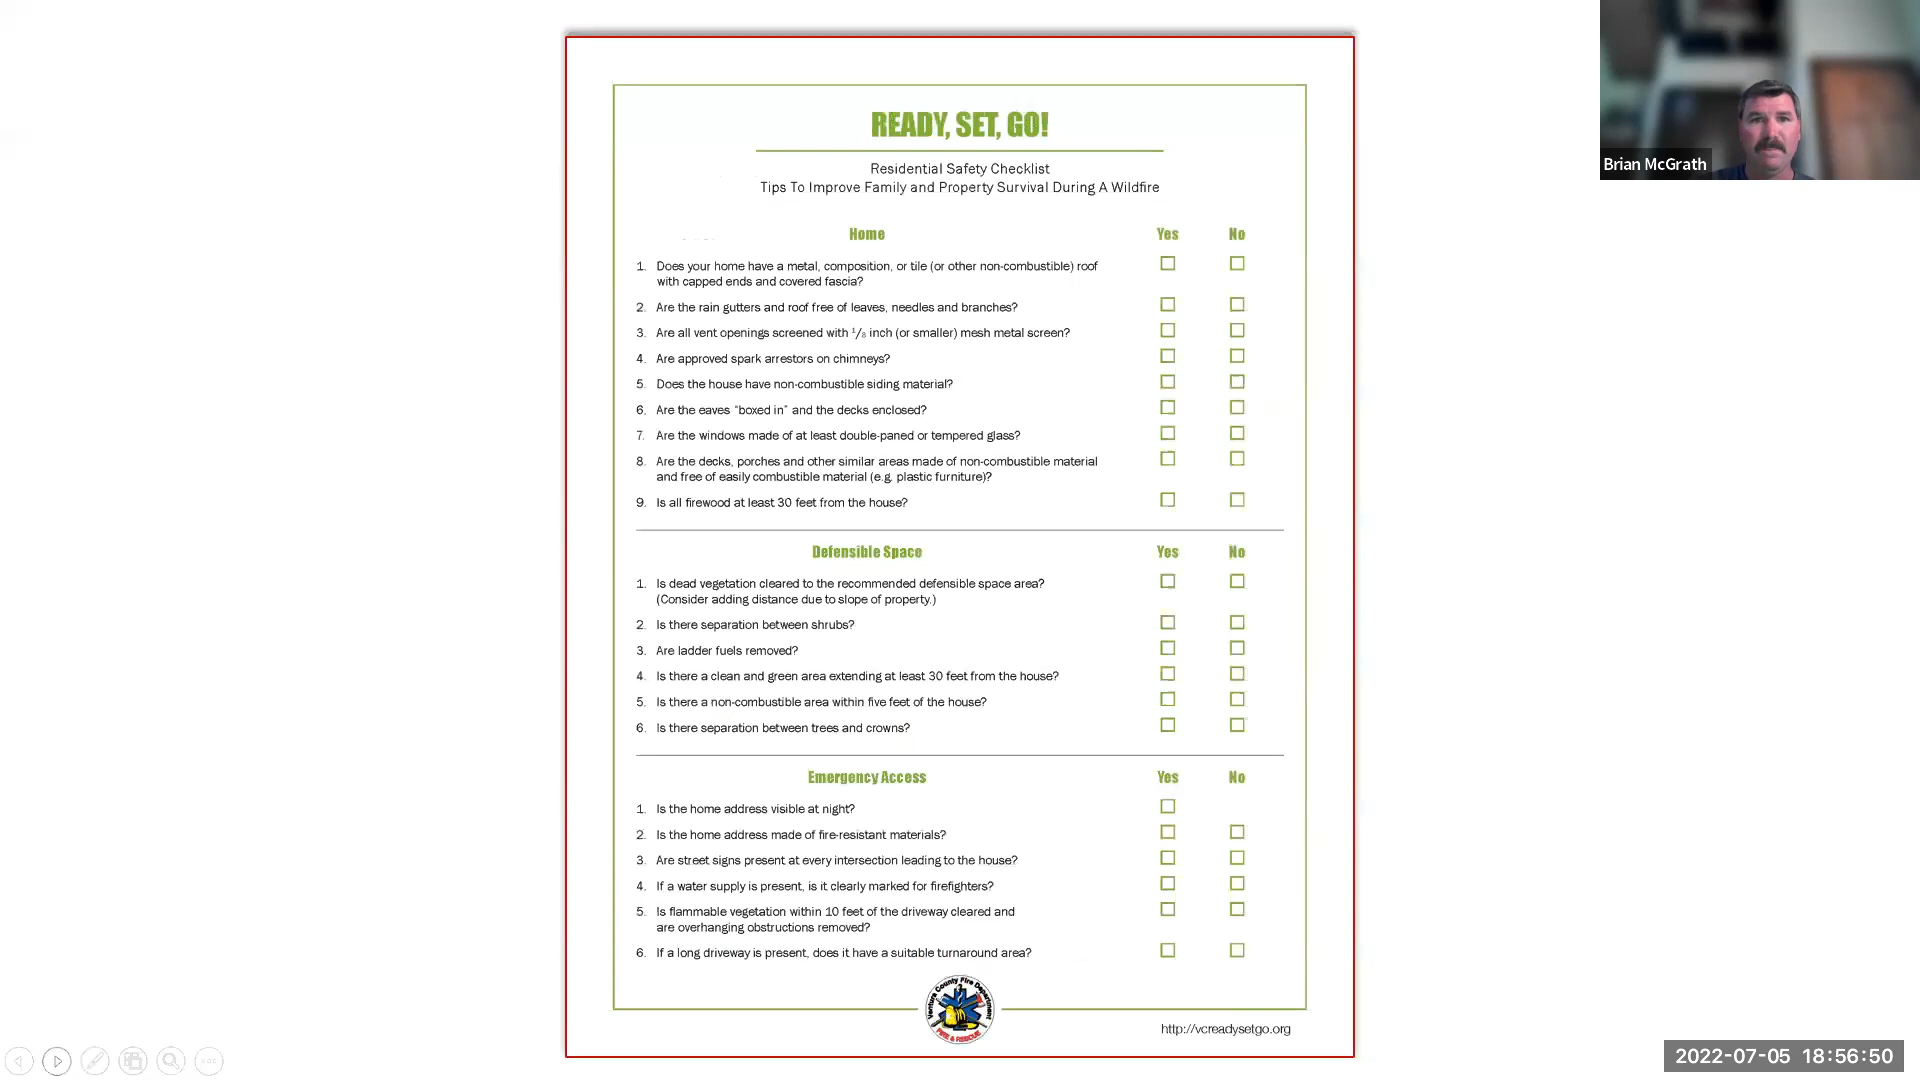 READY, SET, GO!
Residential Safety Checklist
Tips To Improve Family and Property Survival During A Wildfire
Home Yes No
1. Does your home have a metal, composition, or tile (or other non-combustible) roof
with capped ends and covered fascia?
2. Are the rain gutters and roof free of leaves, needles and branches?
3. Are all vent openings screened with 1/8 inch (or smaller) mesh metal screen?
4. Are approved spark arrestors on chimneys?
5. Does the house have non-combustible siding material?
6. Are the eaves “boxed in” and the decks enclosed?
7. Are the windows made of at least double-paned or tempered glass?
8. Are the decks, porches and other similar areas made of non-combustible material
and free of easily combustible material (e.g. plastic furniture)?
9. Is all firewood at least 30 feet from the house?
Defensible Space Yes No
1. Is dead vegetation cleared to the recommended defensible space area?
(Consider adding distance due to slope of property.)
2. Is there separation between shrubs?
3. Are ladder fuels removed?
4. Is there a clean and green area extending at least 30 feet from the house?
5. Is there a non-combustible area within five feet of the house?
6. Is there separation between trees and crowns?
Emergency Access Yes No
1. Is the home address visible at night?
2. Is the home address made of fire-resistant materials?
3. Are street signs present at every intersection leading to the house?
4. If a water supply is present, is it clearly marked for firefighters?
5. Is flammable vegetation within 10 feet of the driveway cleared and
are overhanging obstructions removed?
6. If a long driveway is present, does it have a suitable turnaround area?
Ventura County Fire Department
FIRE & RESCUE
http://vcreadysetgo.org
Brian McGrath
2022-07-05 18:56:50